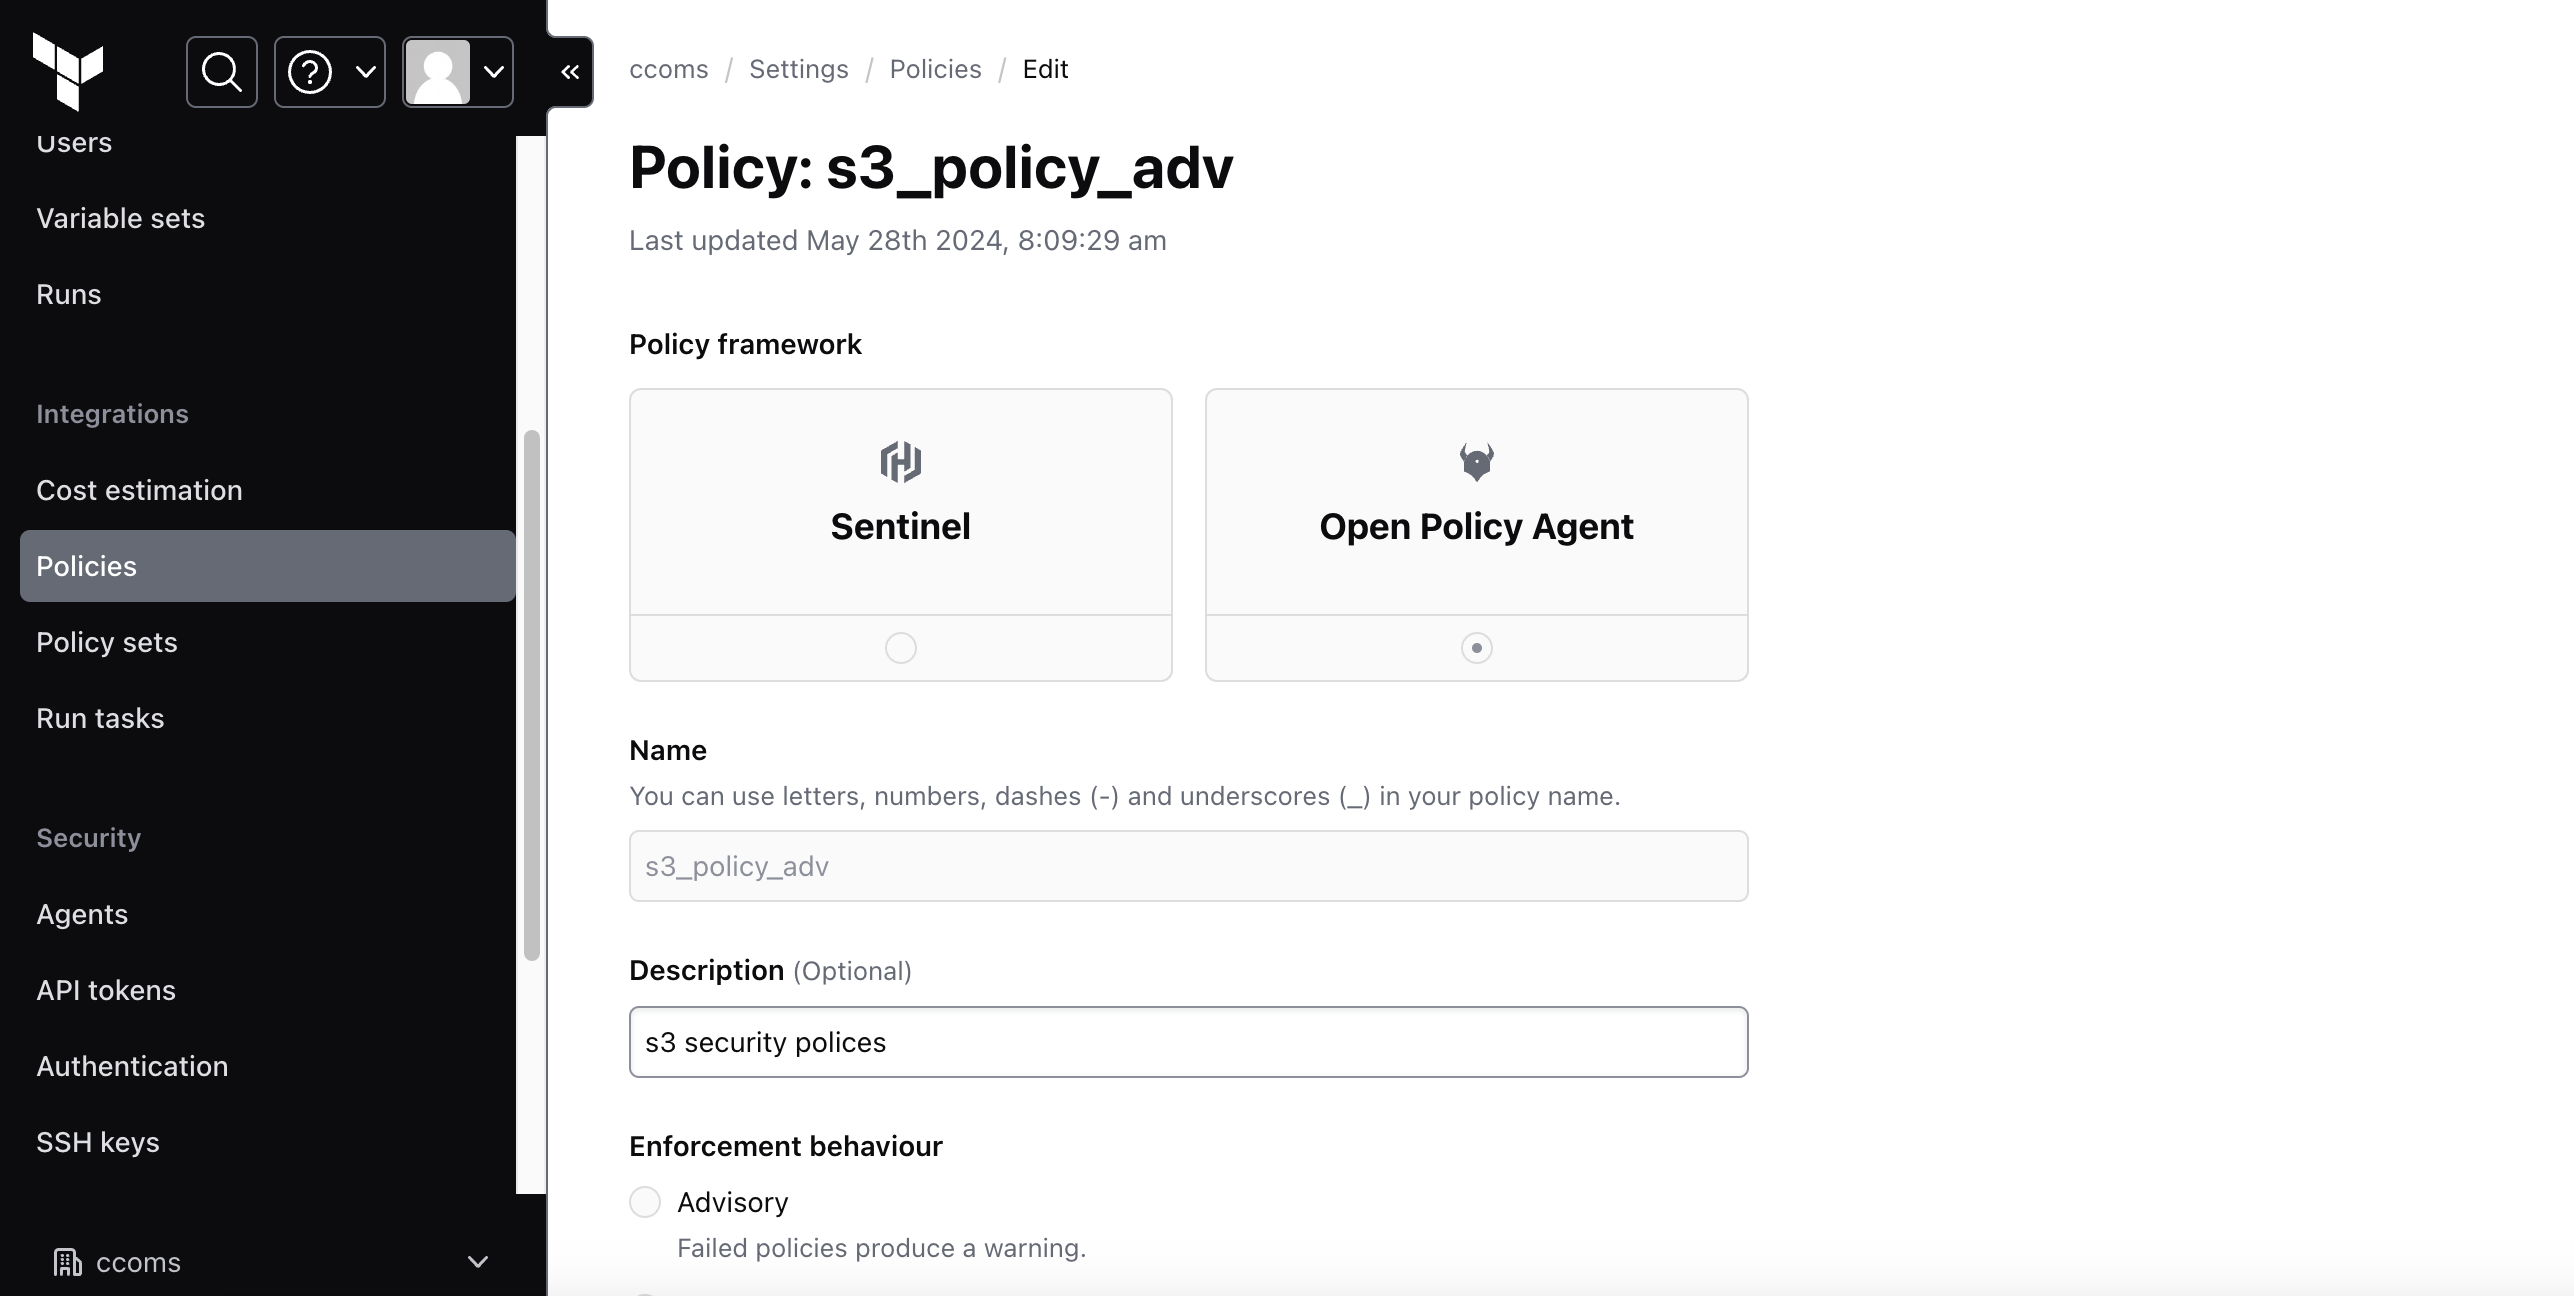 Users
Variable sets
Runs
Integrations
Cost estimation
Policies
Policy sets
Run tasks
Security
Agents
API tokens
Authentication
SSH keys
ccoms
ccoms / Settings / Policies / Edit
Policy: s3_policy_adv
Last updated May 28th 2024, 8:09:29 am
Policy framework
Sentinel
Open Policy Agent
Name
You can use letters, numbers, dashes (-) and underscores (_) in your policy name.
s3_policy_adv
Description (Optional)
s3 security polices
Enforcement behaviour
Advisory
Failed policies produce a warning.